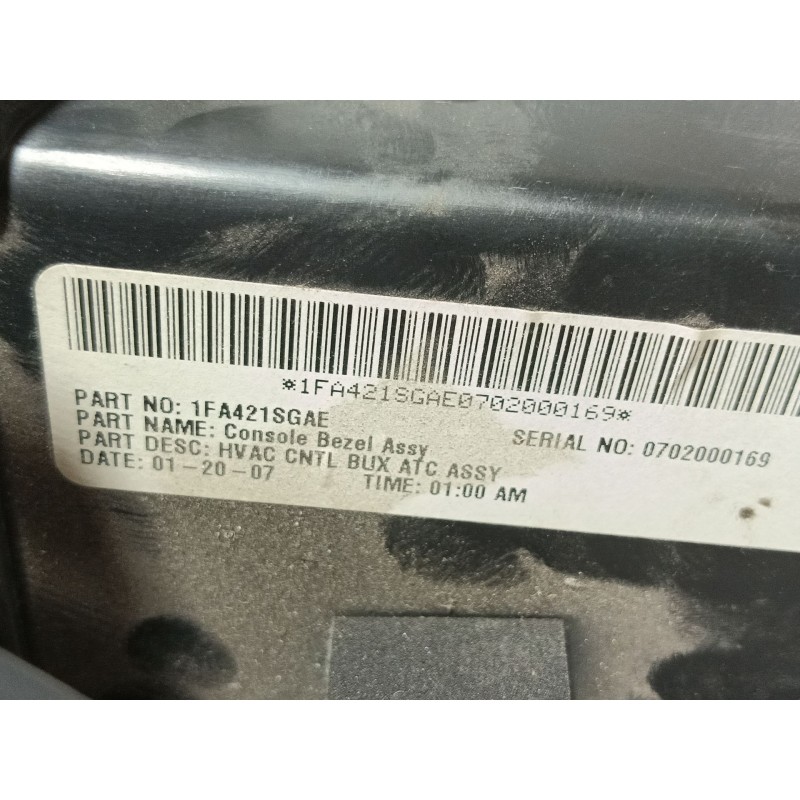 *1FA421SGAE0702000169*
PART NO: 1FA421SGAE
SERIAL NO: 0702000169
PART NAME: Console Bezel Assy
PART DESC: HVAC CNTL BUX ATC ASSY
DATE: 01-20-07 TIME: 01:00 AM